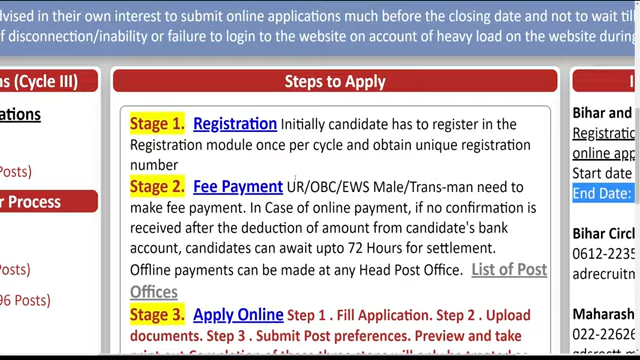 vised in their own interest to submit online applications much before the closing date and not to wait till
f disconnection/inability or failure to login to the website on account of heavy load on the website during
ns (Cycle III)
ations
Posts)
r Process
osts)
96 Posts)
Steps to Apply
Stage 1. Registration Initially candidate has to register in the
Registration module once per cycle and obtain unique registration
number
Stage 2. Fee Payment UR/OBC/EWS Male/Trans-man need to
make fee payment. In Case of online payment, if no confirmation is
received after the deduction of amount from candidate's bank
account, candidates can await upto 72 Hours for settlement.
Offline payments can be made at any Head Post Office. List of Post
Offices
Stage 3. Apply Online Step 1 . Fill Application. Step 2 . Upload
documents. Step 3 . Submit Post preferences. Preview and take
I
Bihar and
Registratio
online app
Start date
End Date:
Bihar Circl
0612-2235
adrecruitm
Maharash
022-22626